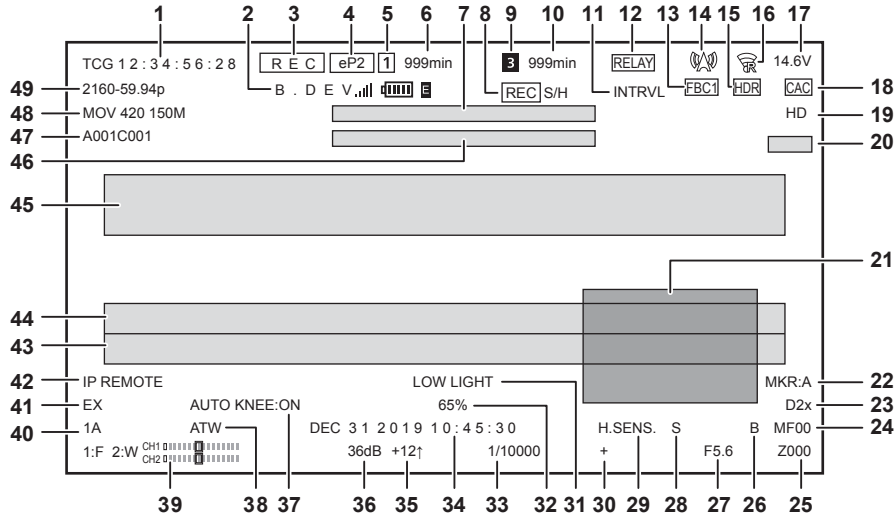 1 2 3 4 5 6 7 8 9 10 11 12 13 14 15 16 17
TCG 12:34:56:28 REC eP2 1 999min 3 999min RELAY R 14.6V
49 2160-59.94p B.DEV E REC S/H INTRVL FBC1 HDR CAC 18
48 MOV 420 150M HD 19
47 A001C001 20
46
45
21
44
43
42 IP REMOTE LOW LIGHT MKR:A 22
41 EX AUTO KNEE:ON 65% D2x 23
40 1A ATW DEC 31 2019 10:45:30 H.SENS. S B MF00 24
1:F 2:W CH1 CH2 36dB +12↑ 1/10000 + F5.6 Z000
39 38 37 36 35 34 33 32 31 30 29 28 27 26 25